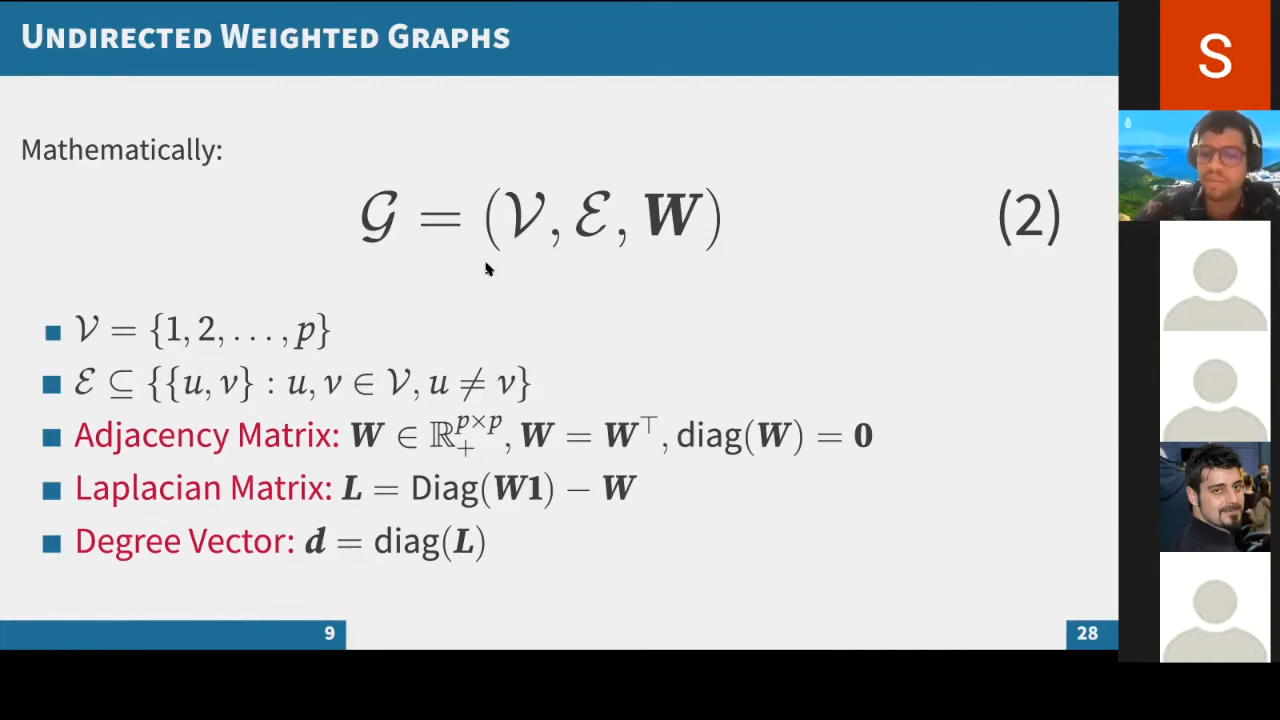 UNDIRECTED WEIGHTED GRAPHS
S
Mathematically:
𝒢 = (𝒱, ℰ, 𝑾) (2)
𝒱 = {1, 2, . . . , p}
ℰ ⊆ {{u, v} : u, v ∈ 𝒱, u ≠ v}
Adjacency Matrix: 𝑾 ∈ ℝ₊^{p×p}, 𝑾 = 𝑾^⊤, diag(𝑾) = 𝟎
Laplacian Matrix: 𝑳 = Diag(𝑾𝟏) − 𝑾
Degree Vector: 𝒅 = diag(𝑳)
9 28